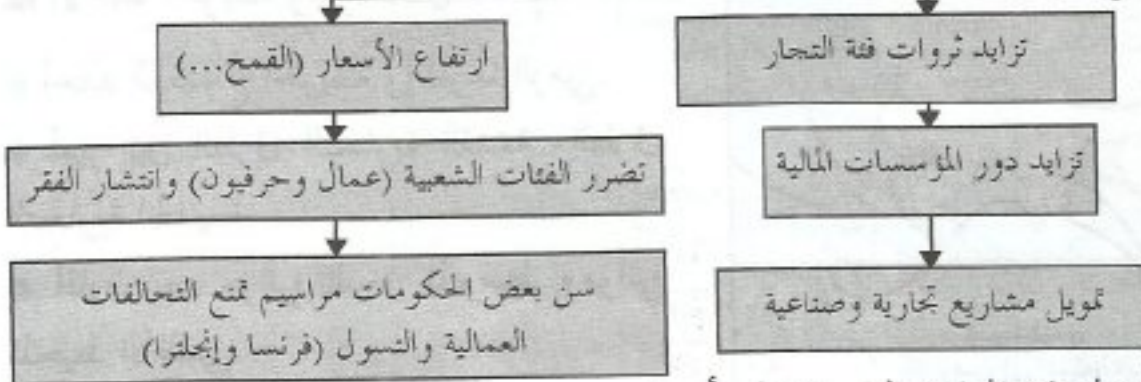 تزايد ثروات فئة التجار
تزايد دور المؤسسات المالية
تمويل مشاريع تجارية وصناعية
ارتفاع الأسعار (القمح...)
تضرر الفئات الشعبية (عمال وحرفيون) وانتشار الفقر
سن بعض الحكومات مراسيم تمنع التحالفات
العمالية والتسول (فرنسا وإنجلترا)